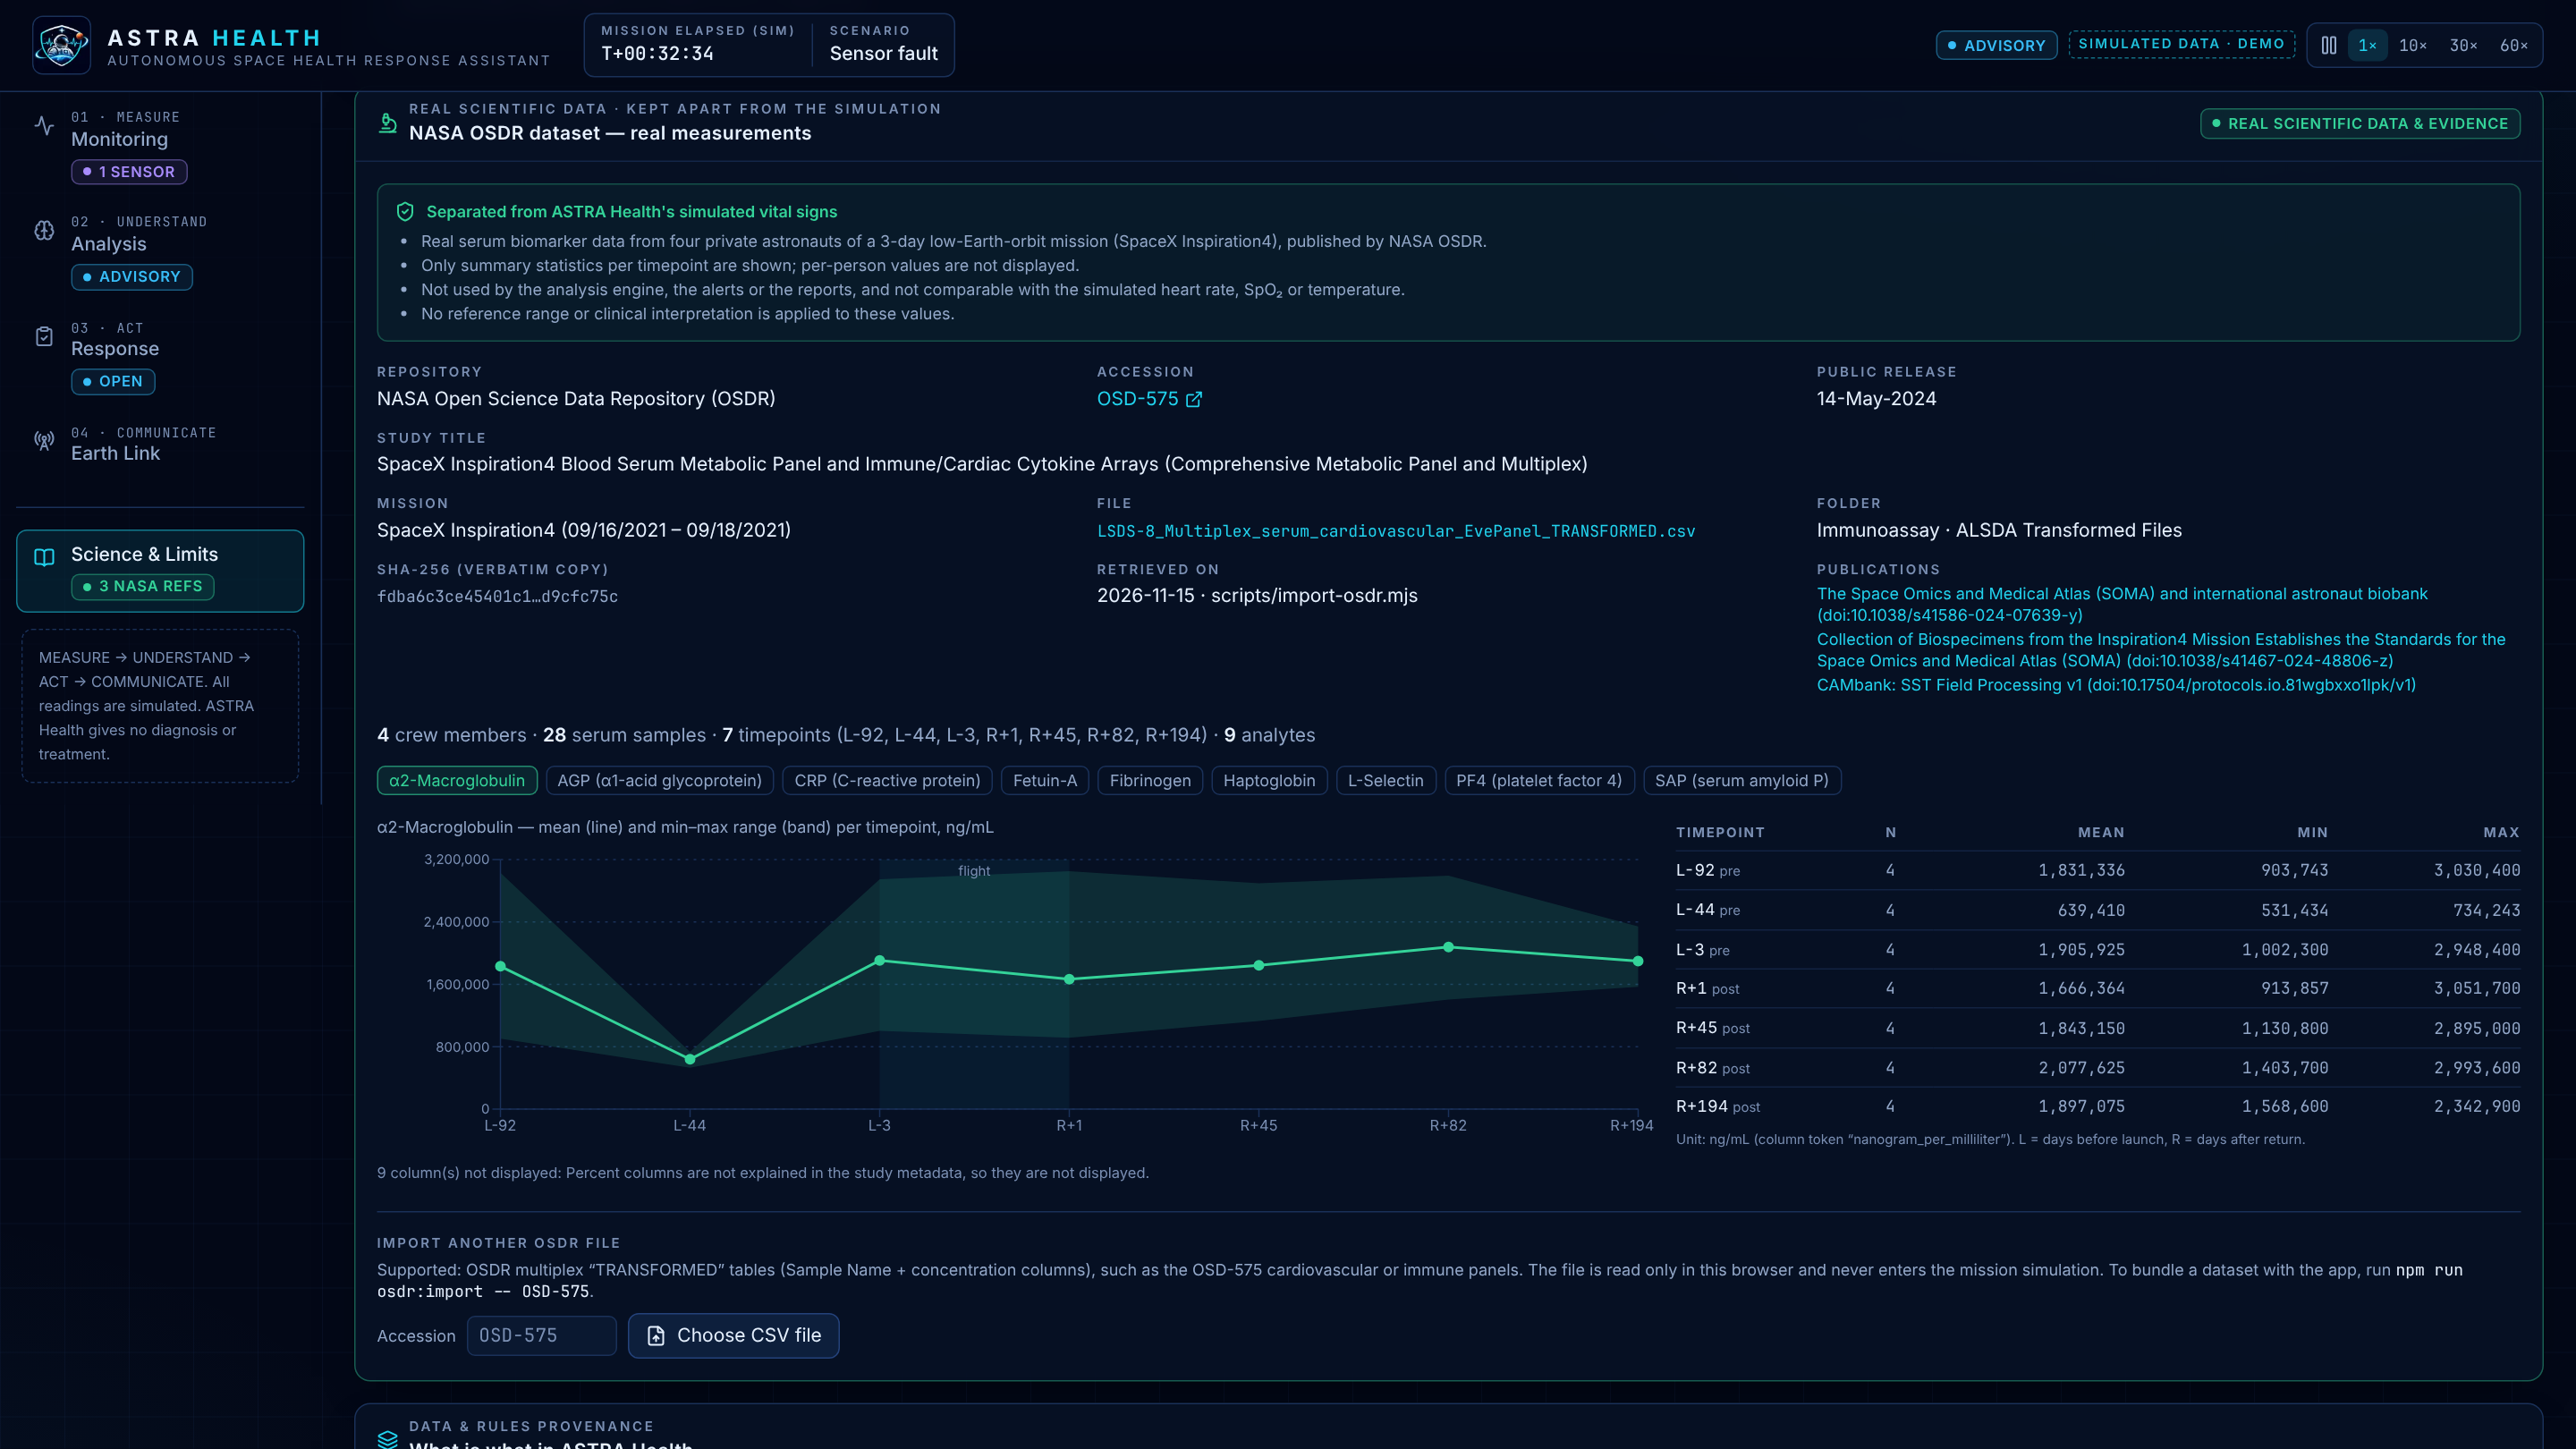 ASTRA HEALTH
AUTONOMOUS SPACE HEALTH RESPONSE ASSISTANT
MISSION ELAPSED (SIM)
T+00:32:34
SCENARIO
Sensor fault
ADVISORY
SIMULATED DATA · DEMO
1×
10×
30×
60×
01 · MEASURE
Monitoring
1 SENSOR
02 · UNDERSTAND
Analysis
ADVISORY
03 · ACT
Response
OPEN
04 · COMMUNICATE
Earth Link
Science & Limits
3 NASA REFS
MEASURE → UNDERSTAND →
ACT → COMMUNICATE. All
readings are simulated. ASTRA
Health gives no diagnosis or
treatment.
REAL SCIENTIFIC DATA · KEPT APART FROM THE SIMULATION
NASA OSDR dataset — real measurements
REAL SCIENTIFIC DATA & EVIDENCE
Separated from ASTRA Health's simulated vital signs
• Real serum biomarker data from four private astronauts of a 3-day low-Earth-orbit mission (SpaceX Inspiration4), published by NASA OSDR.
• Only summary statistics per timepoint are shown; per-person values are not displayed.
• Not used by the analysis engine, the alerts or the reports, and not comparable with the simulated heart rate, SpO₂ or temperature.
• No reference range or clinical interpretation is applied to these values.
REPOSITORY
NASA Open Science Data Repository (OSDR)
ACCESSION
OSD-575
PUBLIC RELEASE
14-May-2024
STUDY TITLE
SpaceX Inspiration4 Blood Serum Metabolic Panel and Immune/Cardiac Cytokine Arrays (Comprehensive Metabolic Panel and Multiplex)
MISSION
SpaceX Inspiration4 (09/16/2021 – 09/18/2021)
FILE
LSDS-8_Multiplex_serum_cardiovascular_EvePanel_TRANSFORMED.csv
FOLDER
Immunoassay · ALSDA Transformed Files
SHA-256 (VERBATIM COPY)
fdba6c3ce45401c1…d9cfc75c
RETRIEVED ON
2026-11-15 · scripts/import-osdr.mjs
PUBLICATIONS
The Space Omics and Medical Atlas (SOMA) and international astronaut biobank
(doi:10.1038/s41586-024-07639-y)
Collection of Biospecimens from the Inspiration4 Mission Establishes the Standards for the
Space Omics and Medical Atlas (SOMA) (doi:10.1038/s41467-024-48806-z)
CAMbank: SST Field Processing v1 (doi:10.17504/protocols.io.81wgbxxo1lpk/v1)
4 crew members · 28 serum samples · 7 timepoints (L-92, L-44, L-3, R+1, R+45, R+82, R+194) · 9 analytes
α2-Macroglobulin
AGP (α1-acid glycoprotein)
CRP (C-reactive protein)
Fetuin-A
Fibrinogen
Haptoglobin
L-Selectin
PF4 (platelet factor 4)
SAP (serum amyloid P)
α2-Macroglobulin — mean (line) and min–max range (band) per timepoint, ng/mL
3,200,000
2,400,000
1,600,000
800,000
0
flight
L-92
L-44
L-3
R+1
R+45
R+82
R+194
TIMEPOINT N MEAN MIN MAX
L-92 pre 4 1,831,336 903,743 3,030,400
L-44 pre 4 639,410 531,434 734,243
L-3 pre 4 1,905,925 1,002,300 2,948,400
R+1 post 4 1,666,364 913,857 3,051,700
R+45 post 4 1,843,150 1,130,800 2,895,000
R+82 post 4 2,077,625 1,403,700 2,993,600
R+194 post 4 1,897,075 1,568,600 2,342,900
Unit: ng/mL (column token “nanogram_per_milliliter”). L = days before launch, R = days after return.
9 column(s) not displayed: Percent columns are not explained in the study metadata, so they are not displayed.
IMPORT ANOTHER OSDR FILE
Supported: OSDR multiplex “TRANSFORMED” tables (Sample Name + concentration columns), such as the OSD-575 cardiovascular or immune panels. The file is read only in this browser and never enters the mission simulation. To bundle a dataset with the app, run npm run
osdr:import -- OSD-575.
Accession
OSD-575
Choose CSV file
DATA & RULES PROVENANCE
What is what in ASTRA Health